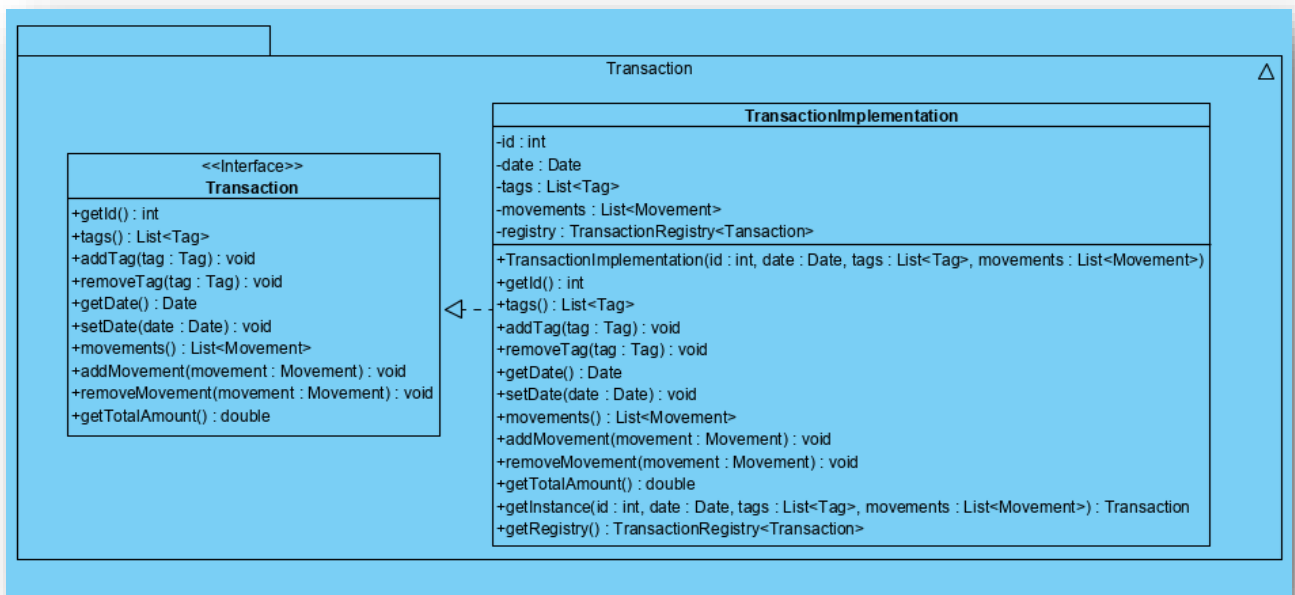 Transaction
<<Interface>>
Transaction
+getId() : int
+tags() : List<Tag>
+addTag(tag : Tag) : void
+removeTag(tag : Tag) : void
+getDate() : Date
+setDate(date : Date) : void
+movements() : List<Movement>
+addMovement(movement : Movement) : void
+removeMovement(movement : Movement) : void
+getTotalAmount() : double
TransactionImplementation
-id : int
-date : Date
-tags : List<Tag>
-movements : List<Movement>
-registry : TransactionRegistry<Tansaction>
+TransactionImplementation(id : int, date : Date, tags : List<Tag>, movements : List<Movement>)
+getId() : int
+tags() : List<Tag>
+addTag(tag : Tag) : void
+removeTag(tag : Tag) : void
+getDate() : Date
+setDate(date : Date) : void
+movements() : List<Movement>
+addMovement(movement : Movement) : void
+removeMovement(movement : Movement) : void
+getTotalAmount() : double
+getInstance(id : int, date : Date, tags : List<Tag>, movements : List<Movement>) : Transaction
+getRegistry() : TransactionRegistry<Transaction>